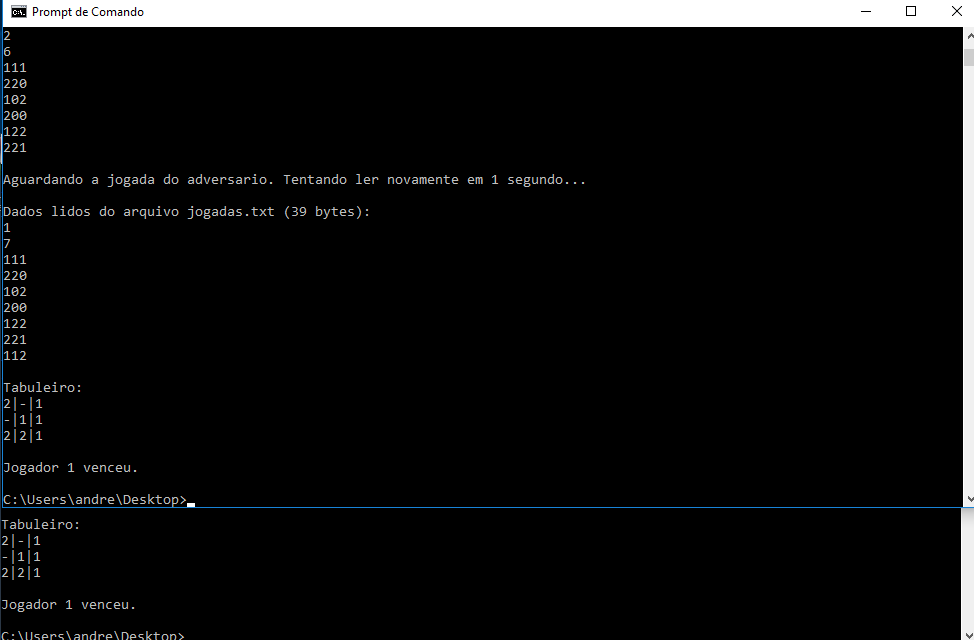 Prompt de Comando
2
6
111
220
102
200
122
221
Aguardando a jogada do adversario. Tentando ler novamente em 1 segundo...
Dados lidos do arquivo jogadas.txt (39 bytes):
1
7
111
220
102
200
122
221
112
Tabuleiro:
2|-|1
-|1|1
2|2|1
Jogador 1 venceu.
C:\Users\andre\Desktop>
Tabuleiro:
2|-|1
-|1|1
2|2|1
Jogador 1 venceu.
C:\Users\andre\Desktop>